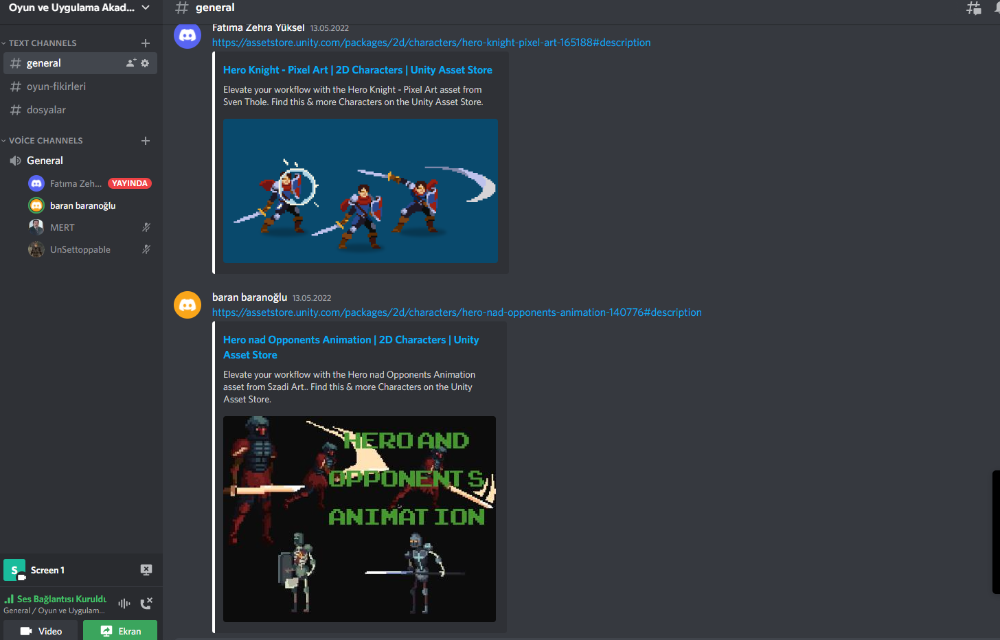 Oyun ve Uygulama Akad...
general
TEXT CHANNELS
general
oyun-fikirleri
dosyalar
VOİCE CHANNELS
General
Fatıma Zeh... YAYINDA
baran baranoğlu
MERT
UnSettoppable
S Screen 1
Ses Bağlantısı Kuruldu
General / Oyun ve Uygulam...
Video Ekran
Fatıma Zehra Yüksel 13.05.2022
https://assetstore.unity.com/packages/2d/characters/hero-knight-pixel-art-165188#description
Hero Knight - Pixel Art | 2D Characters | Unity Asset Store
Elevate your workflow with the Hero Knight - Pixel Art asset from
Sven Thole. Find this & more Characters on the Unity Asset Store.
baran baranoğlu 13.05.2022
https://assetstore.unity.com/packages/2d/characters/hero-nad-opponents-animation-140776#description
Hero nad Opponents Animation | 2D Characters | Unity
Asset Store
Elevate your workflow with the Hero nad Opponents Animation
asset from Szadi Art.. Find this & more Characters on the Unity
Asset Store.
HERO AND
OPPONENTS
ANIMATION